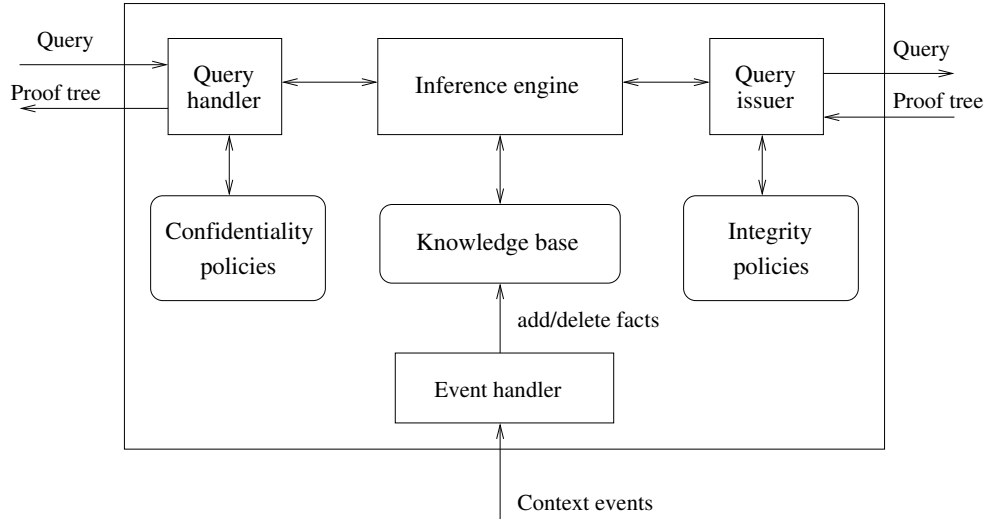 Query
Proof tree
Query
handler
Inference engine
Query
issuer
Query
Proof tree
Confidentiality
policies
Knowledge base
Integrity
policies
add/delete facts
Event handler
Context events